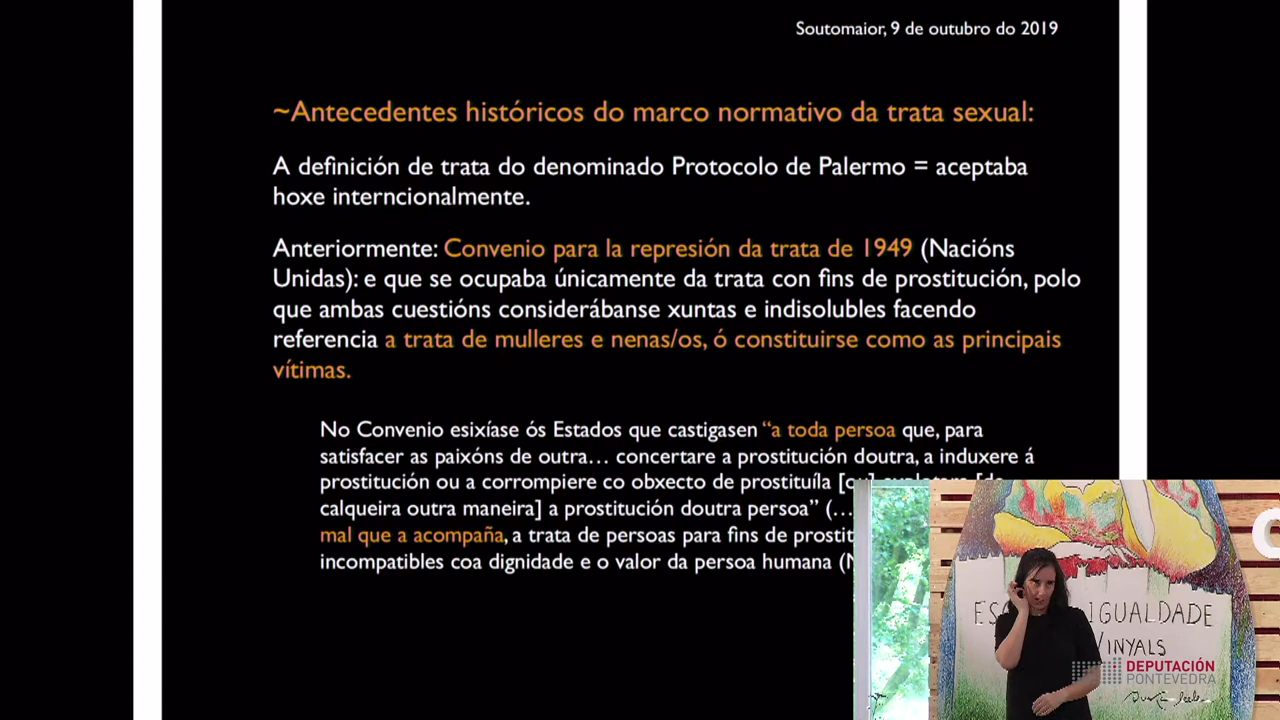 Soutomaior, 9 de outubro do 2019
~Antecedentes históricos do marco normativo da trata sexual:
A definición de trata do denominado Protocolo de Palermo = aceptaba
hoxe interncionalmente.
Anteriormente: Convenio para la represión da trata de 1949 (Nacións
Unidas): e que se ocupaba únicamente da trata con fins de prostitución, polo
que ambas cuestións considerábanse xuntas e indisolubles facendo
referencia a trata de mulleres e nenas/os, ó constituirse como as principais
vítimas.
No Convenio esixíase ós Estados que castigasen “a toda persoa que, para
satisfacer as paixóns de outra… concertare a prostitución doutra, a induxere á
prostitución ou a corrompiere co obxecto de prostituíla
calqueira outra maneira] a prostitución doutra persoa” (…
mal que a acompaña, a trata de persoas para fins de
incompatibles coa dignidade e o valor da persoa humana
IGUALDADE
VINYALS
DEPUTACIÓN
PONTEVEDRA